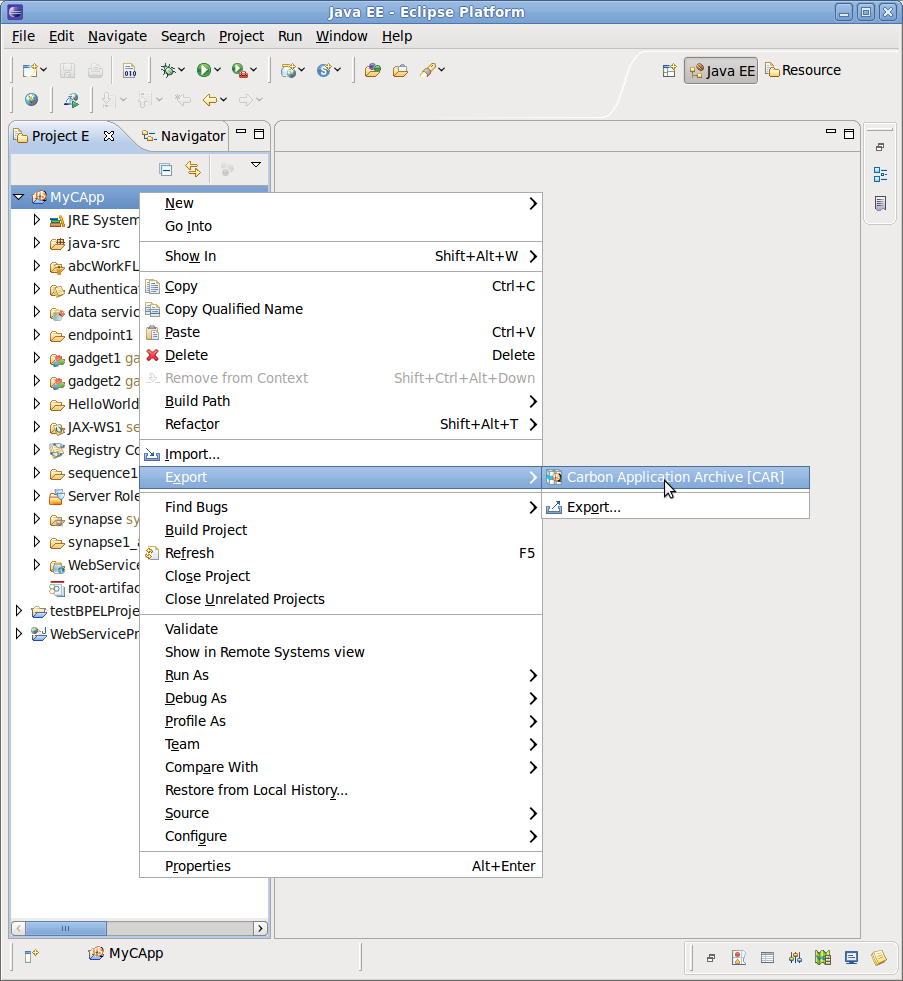 Java EE - Eclipse Platform
File Edit Navigate Search Project Run Window Help
Java EE Resource
Project E Navigator
MyCApp
JRE System
java-src
abcWorkFL
Authentica
data servic
endpoint1
gadget1 ga
gadget2 ga
HelloWorld
JAX-WS1 se
Registry Co
sequence1
Server Role
synapse sy
synapse1_a
WebService
root-artifac
testBPELProje
WebServicePr
New
Go Into
Show In Shift+Alt+W
Copy Ctrl+C
Copy Qualified Name
Paste Ctrl+V
Delete Delete
Remove from Context Shift+Ctrl+Alt+Down
Build Path
Refactor Shift+Alt+T
Import...
Export
Find Bugs
Build Project
Refresh F5
Close Project
Close Unrelated Projects
Validate
Show in Remote Systems view
Run As
Debug As
Profile As
Team
Compare With
Restore from Local History...
Source
Configure
Properties Alt+Enter
Carbon Application Archive [CAR]
Export...
MyCApp